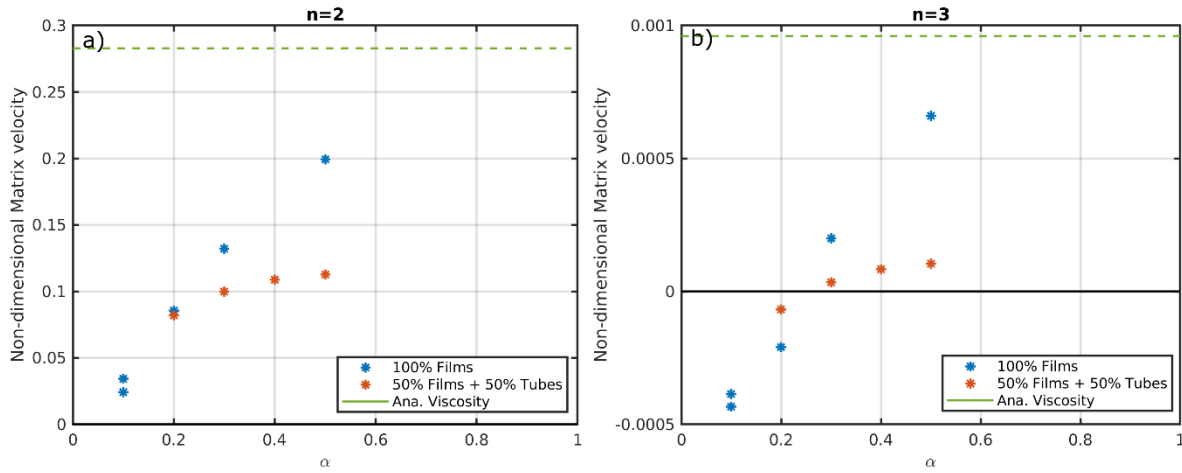 n=2
a)
0.3
0.25
0.2
0.15
0.1
0.05
0
Non-dimensional Matrix velocity
100% Films
50% Films + 50% Tubes
Ana. Viscosity
0 0.2 0.4 0.6 0.8 1
α
n=3
b)
0.001
0.0005
0
-0.0005
Non-dimensional Matrix velocity
100% Films
50% Films + 50% Tubes
Ana. Viscosity
0 0.2 0.4 0.6 0.8 1
α